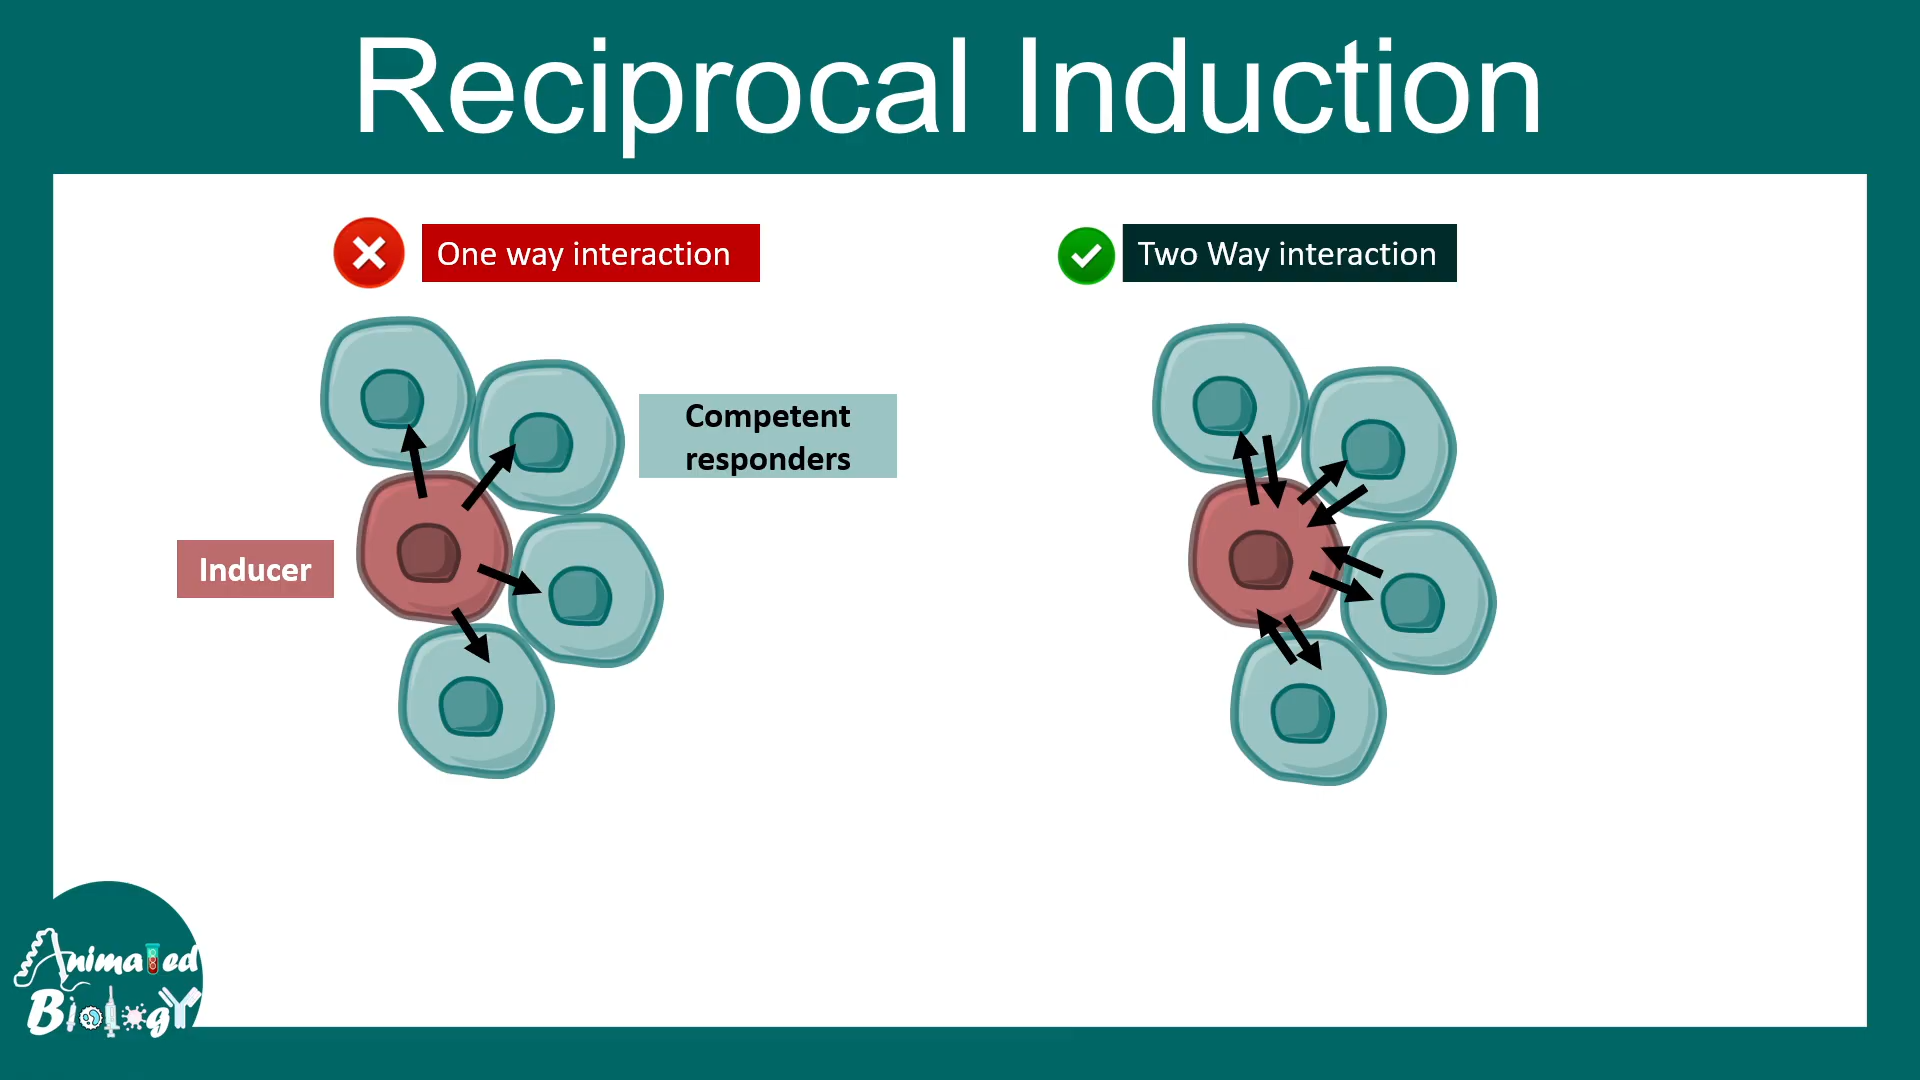 Reciprocal Induction
One way interaction
Two Way interaction
Competent
responders
Inducer
Animated
Biology